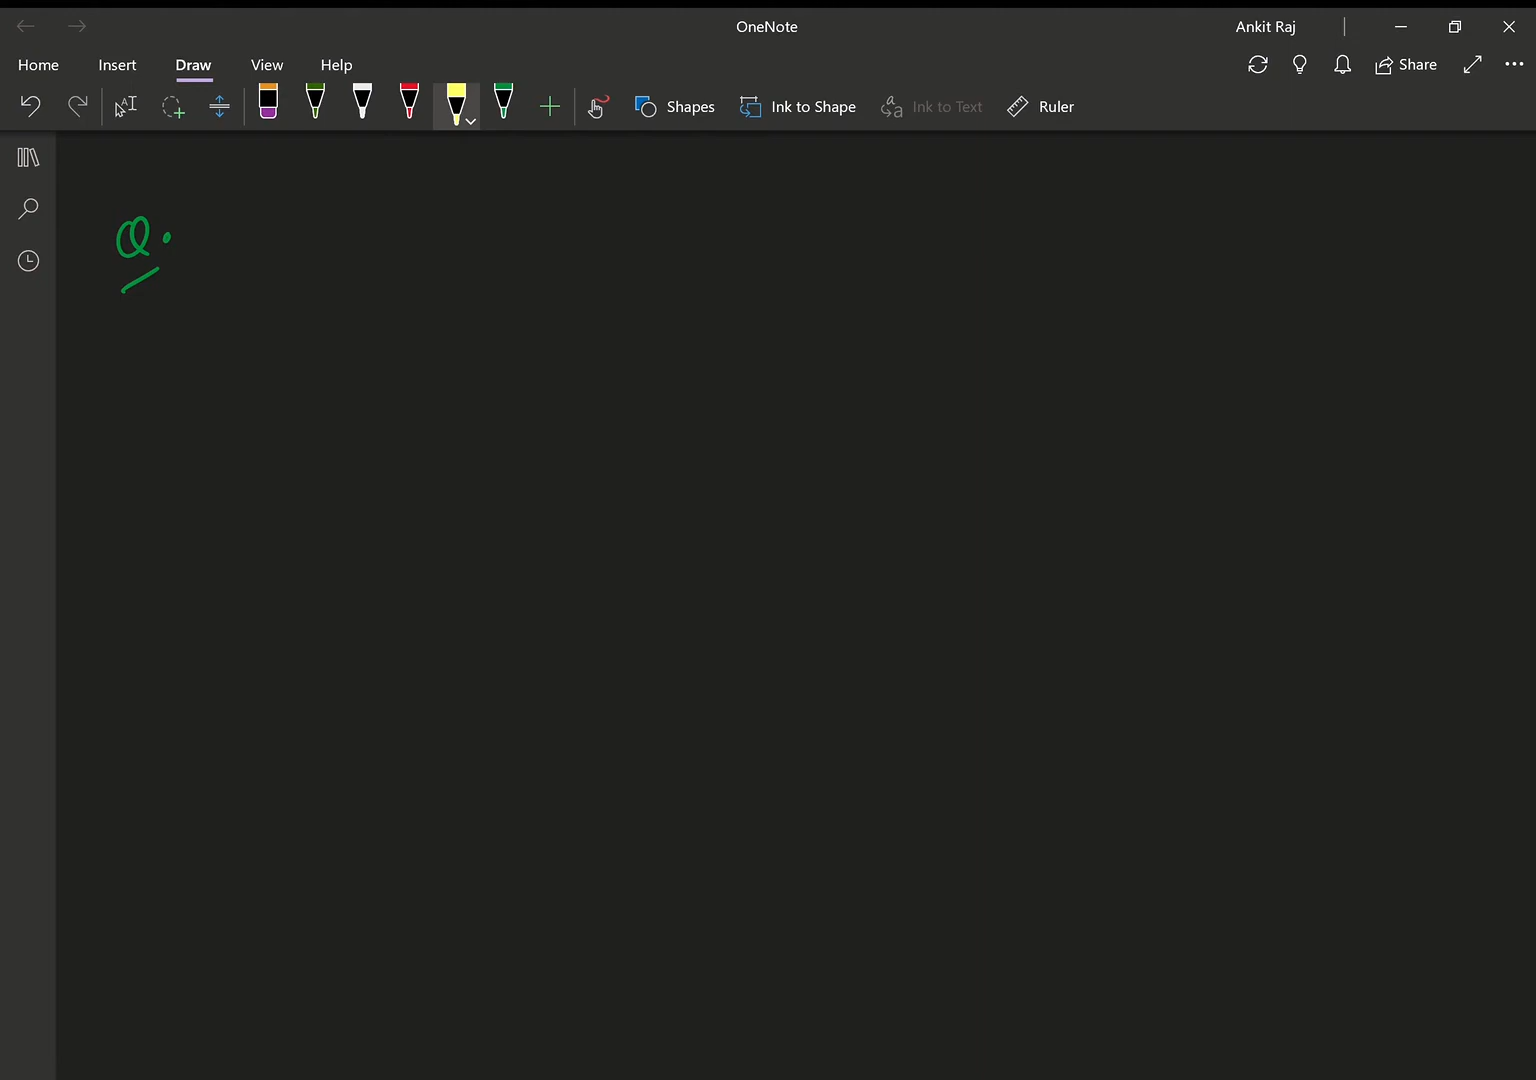 OneNote
Ankit Raj
Home Insert Draw View Help
Share
Shapes Ink to Shape Ink to Text Ruler
Q.